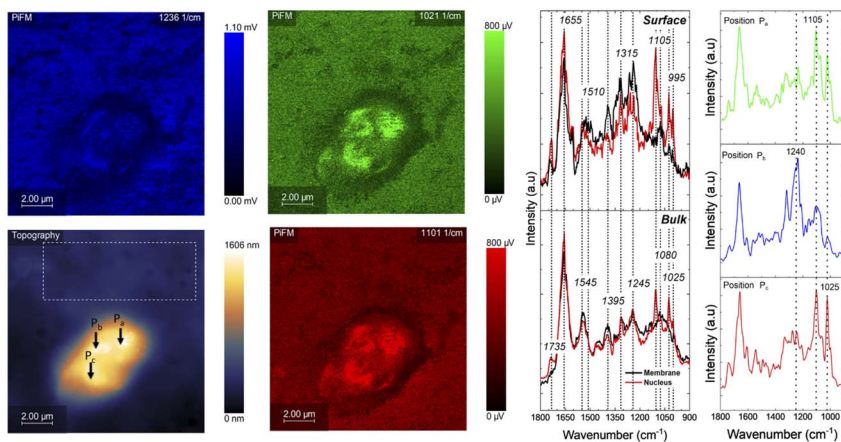 PiFM 1236 1/cm
1.10 mV
0.00 mV
2.00 µm
PiFM 1021 1/cm
800 µV
0 µV
2.00 µm
Topography
1606 nm
0 nm
Pb
Pa
Pc
2.00 µm
PiFM 1101 1/cm
800 µV
0 µV
2.00 µm
Intensity (a.u)
Surface
1655
1105
1315
995
1510
Bulk
1545
1245
1080
1025
1395
1735
Membrane
Nucleus
1800 1650 1500 1350 1200 1050 900
Wavenumber (cm-1)
Position Pa
1105
Intensity (a.u)
Position Pb
1240
Intensity (a.u)
Position Pc
1025
Intensity (a.u)
1800 1600 1400 1200 1000
Wavenumber (cm-1)